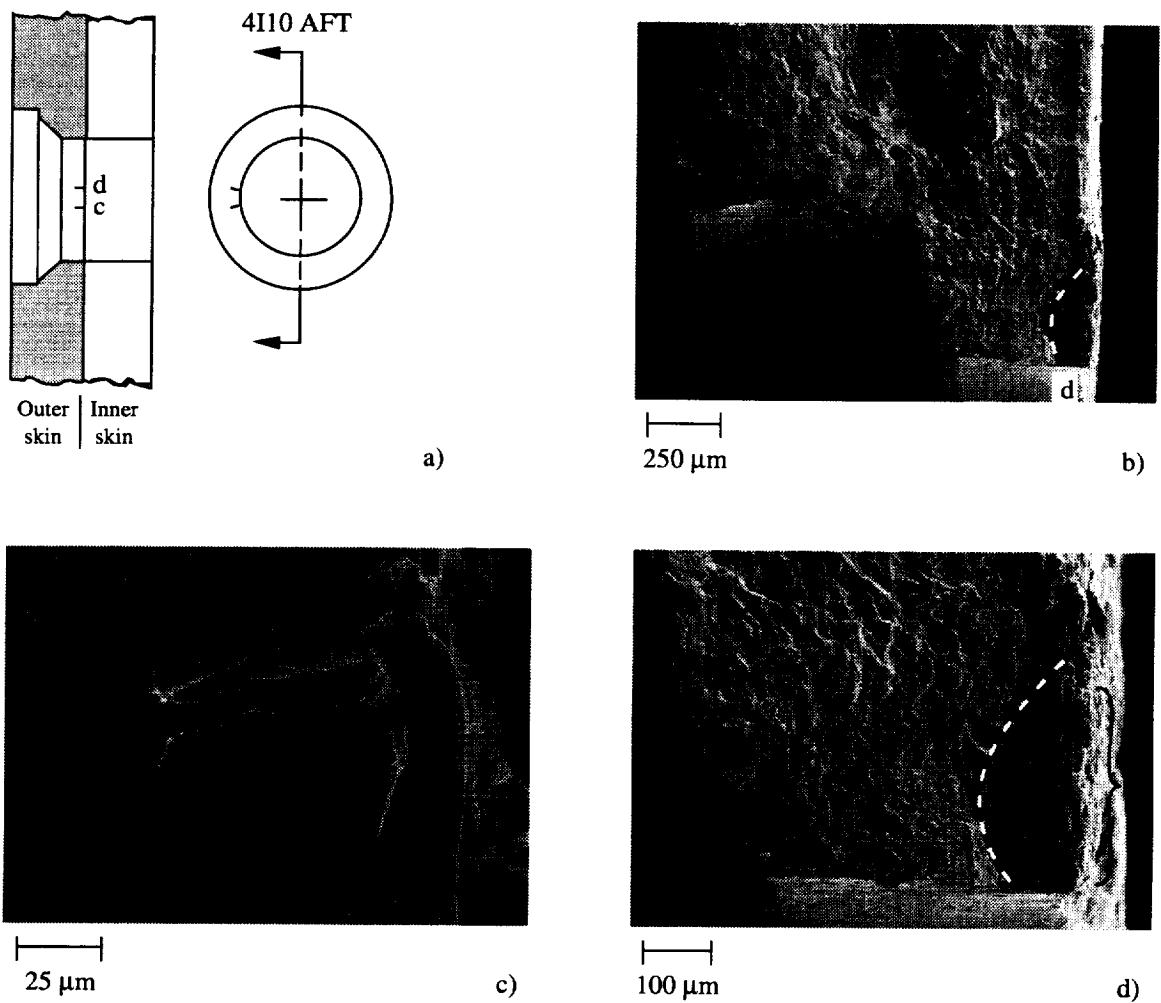 4I10 AFT
d
c
Outer
skin
Inner
skin
a)
d
250 μm
b)
25 μm
c)
100 μm
d)